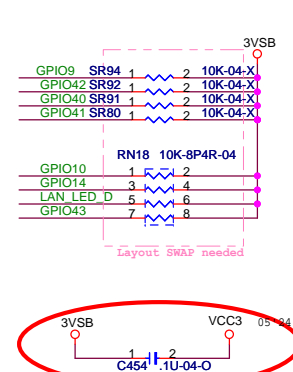 3VSB
GPIO9 SR94 1 2 10K-04-X
GPIO42 SR92 1 2 10K-04-X
GPIO40 SR91 1 2 10K-04-X
GPIO41 SR80 1 2 10K-04-X
RN18 10K-8P4R-04
GPIO10 1 2
GPIO14 3 4
LAN_LED_D 5 6
GPIO43 7 8
Layout SWAP needed
3VSB VCC3 05'24
1 2
C454 .1U-04-O